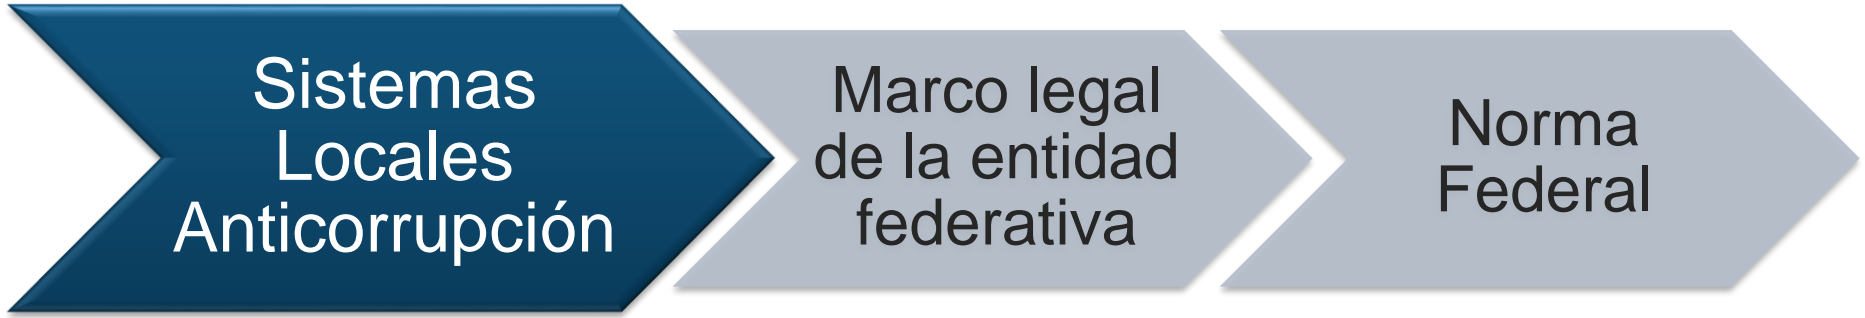 Sistemas
Locales
Anticorrupción
Marco legal
de la entidad
federativa
Norma
Federal